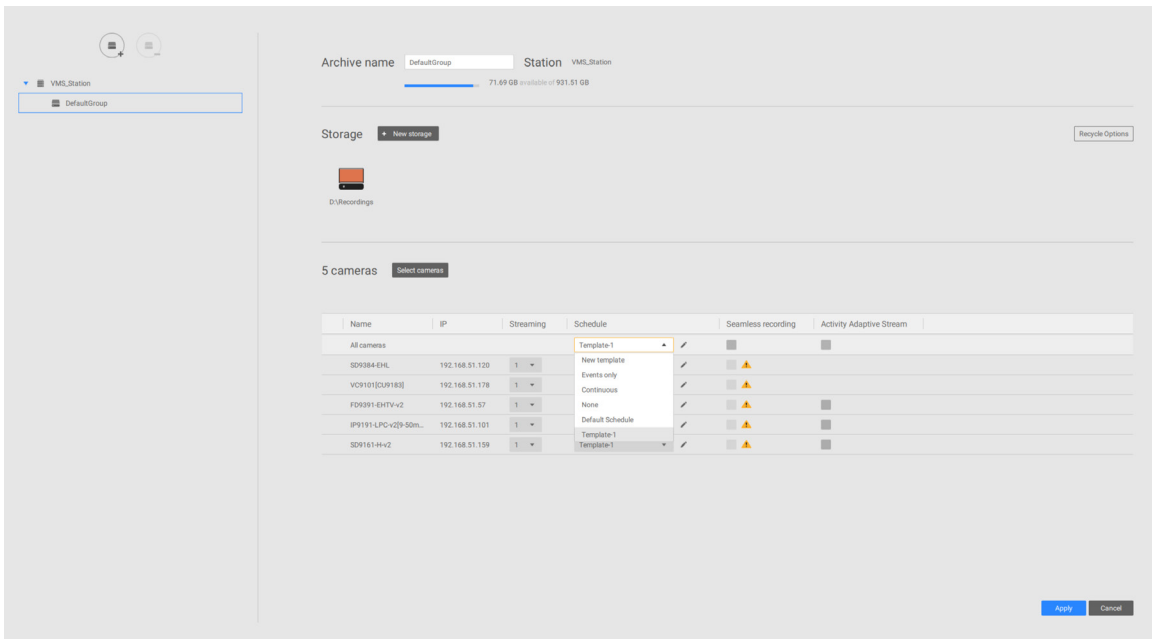 Archive name DefaultGroup Station VMS_Station
71.69 GB available of 931.51 GB
VMS_Station
DefaultGroup
Storage + New storage Recycle Options
D:\Recordings
5 cameras Select cameras
Name IP Streaming Schedule Seamless recording Activity Adaptive Stream
All cameras Template-1
New template
SD9384-EHL 192.168.51.120 1
Events only
VC9101[CU9183] 192.168.51.178 1
Continuous
FD9391-EHTV-v2 192.168.51.57 1 None
Default Schedule
IP9191-LPC-v2[9-50m... 192.168.51.101 1
Template-1
SD9161-H-v2 192.168.51.159 1 Template-1
Apply Cancel